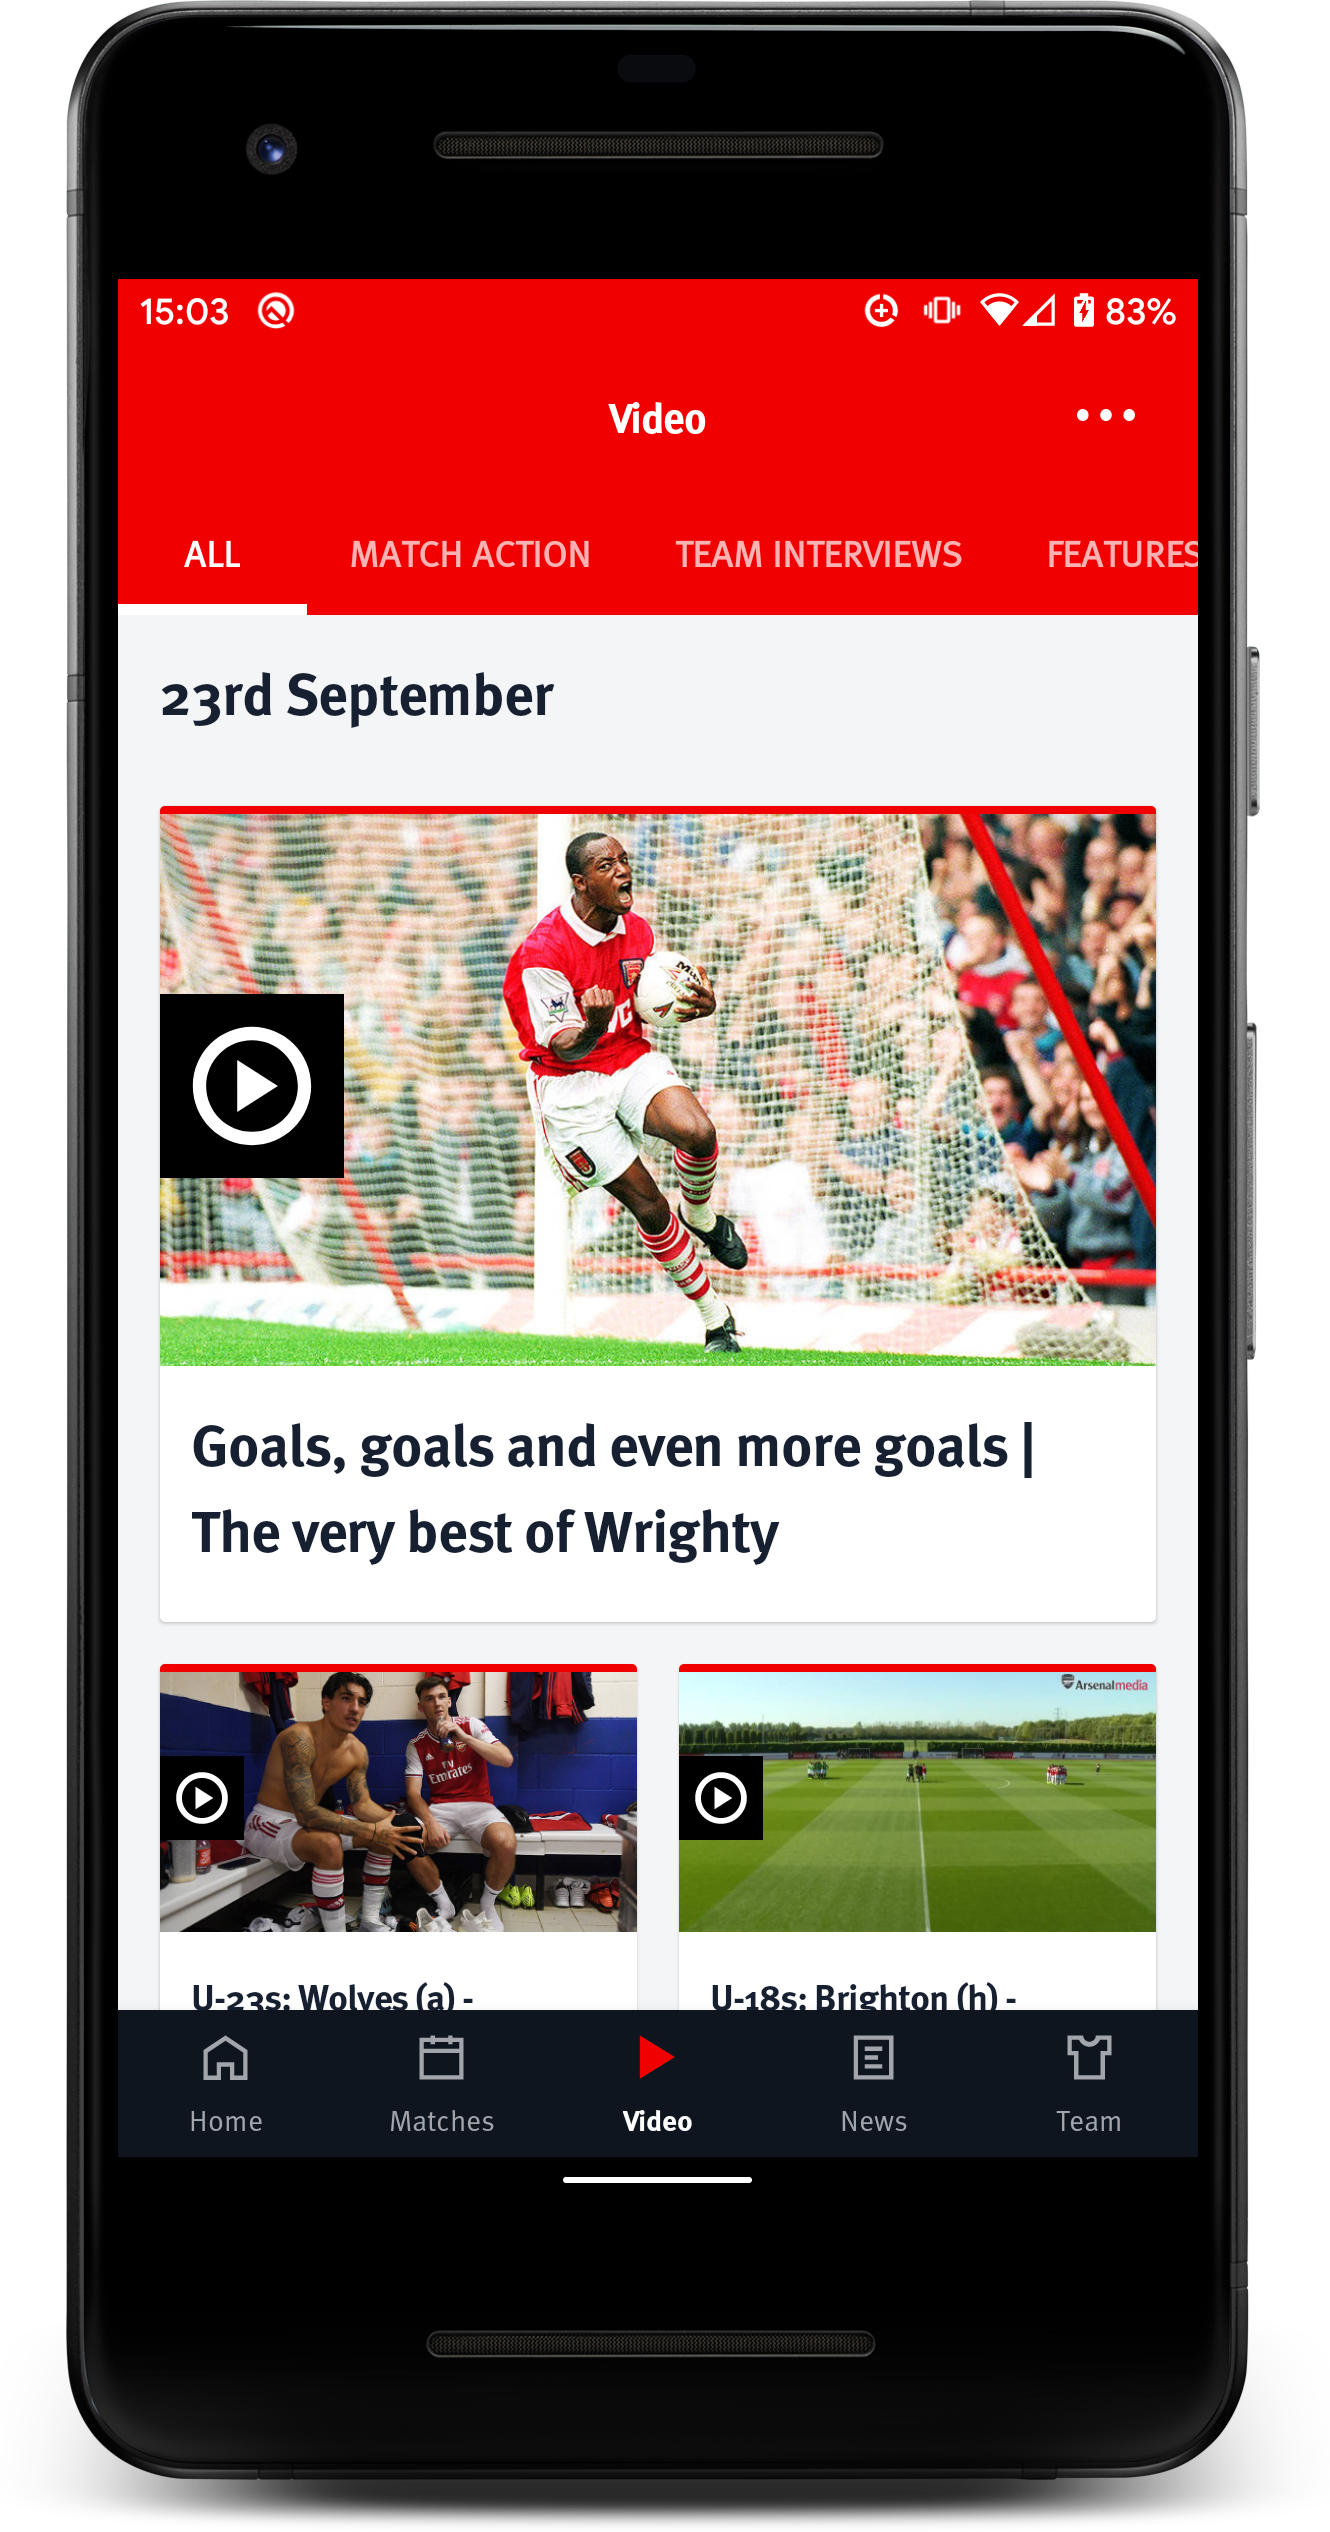 15:03
83%
Video
ALL MATCH ACTION TEAM INTERVIEWS FEATURES
23rd September
JVC
Goals, goals and even more goals |
The very best of Wrighty
Arsenalmedia
Fly
Emirates
U-23s: Wolves (a) -
U-18s: Brighton (h) -
Home Matches Video News Team